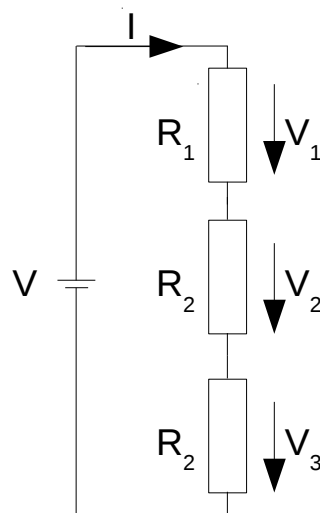 I
R₁ V₁
V R₂ V₂
R₂ V₃